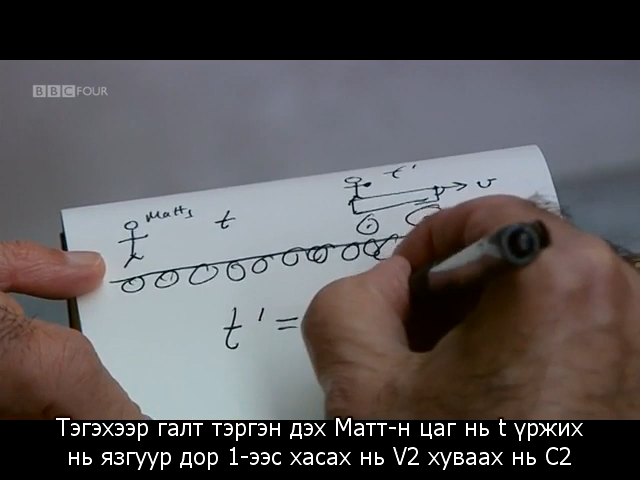 BBC FOUR
t'
Matts t
v
t' =
Тэгэхээр галт тэргэн дэх Матт-н цаг нь t үржих
нь язгуур дор 1-ээс хасах нь V2 хуваах нь C2